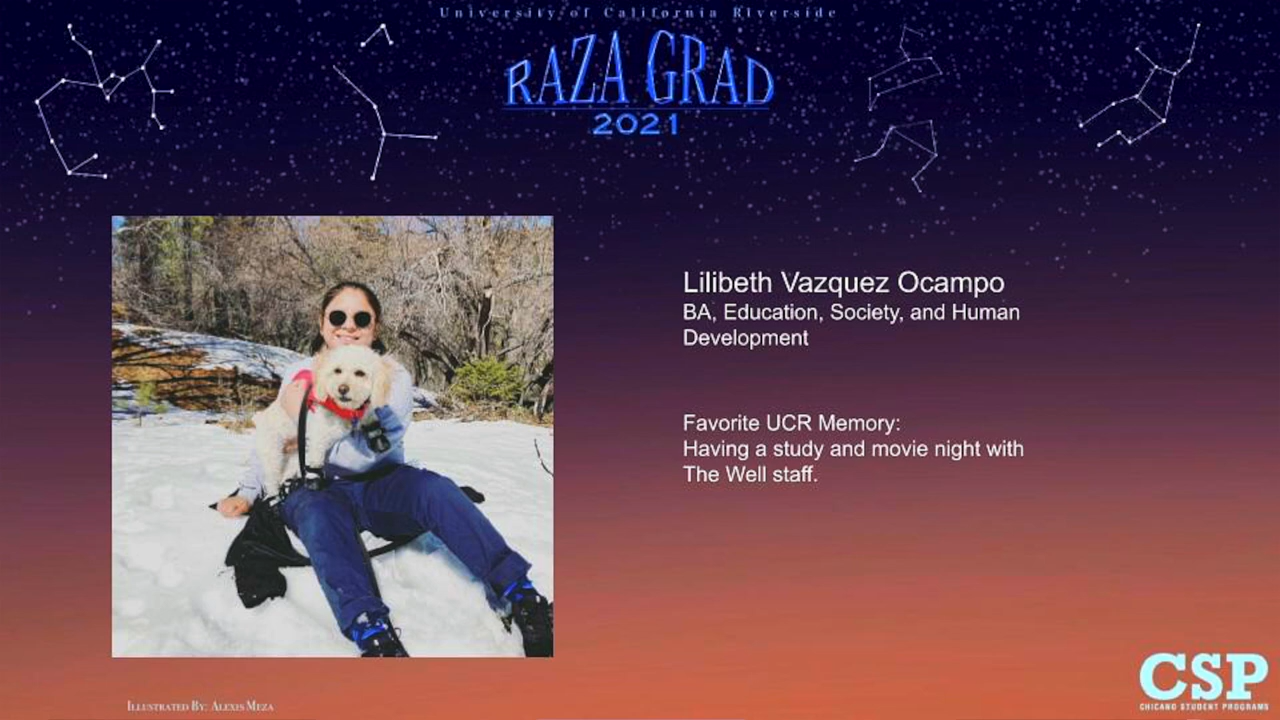 University of California Riverside
RAZA GRAD
2021
Lilibeth Vazquez Ocampo
BA, Education, Society, and Human
Development
Favorite UCR Memory:
Having a study and movie night with
The Well staff.
Illustrated By: Alexis Meza
CSP
CHICANO STUDENT PROGRAMS